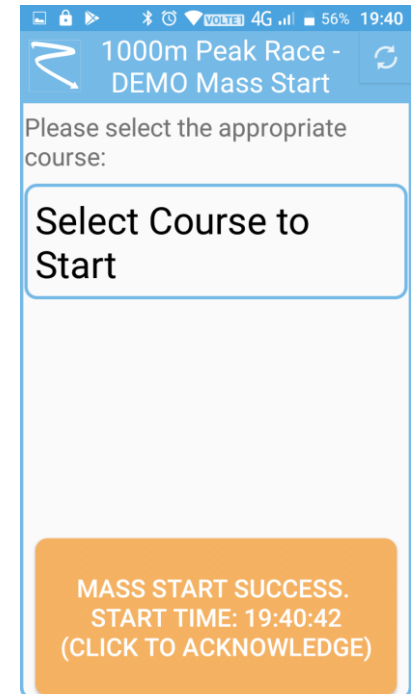 VOLTE 4G 56% 19:40
1000m Peak Race -
DEMO Mass Start
Please select the appropriate
course:
Select Course to
Start
MASS START SUCCESS.
START TIME: 19:40:42
(CLICK TO ACKNOWLEDGE)